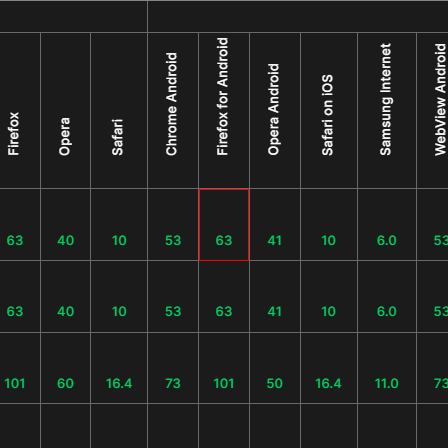 Firefox Opera Safari Chrome Android Firefox for Android Opera Android Safari on iOS Samsung Internet WebView Android
63 40 10 53 63 41 10 6.0 53
63 40 10 53 63 41 10 6.0 53
101 60 16.4 73 101 50 16.4 11.0 73